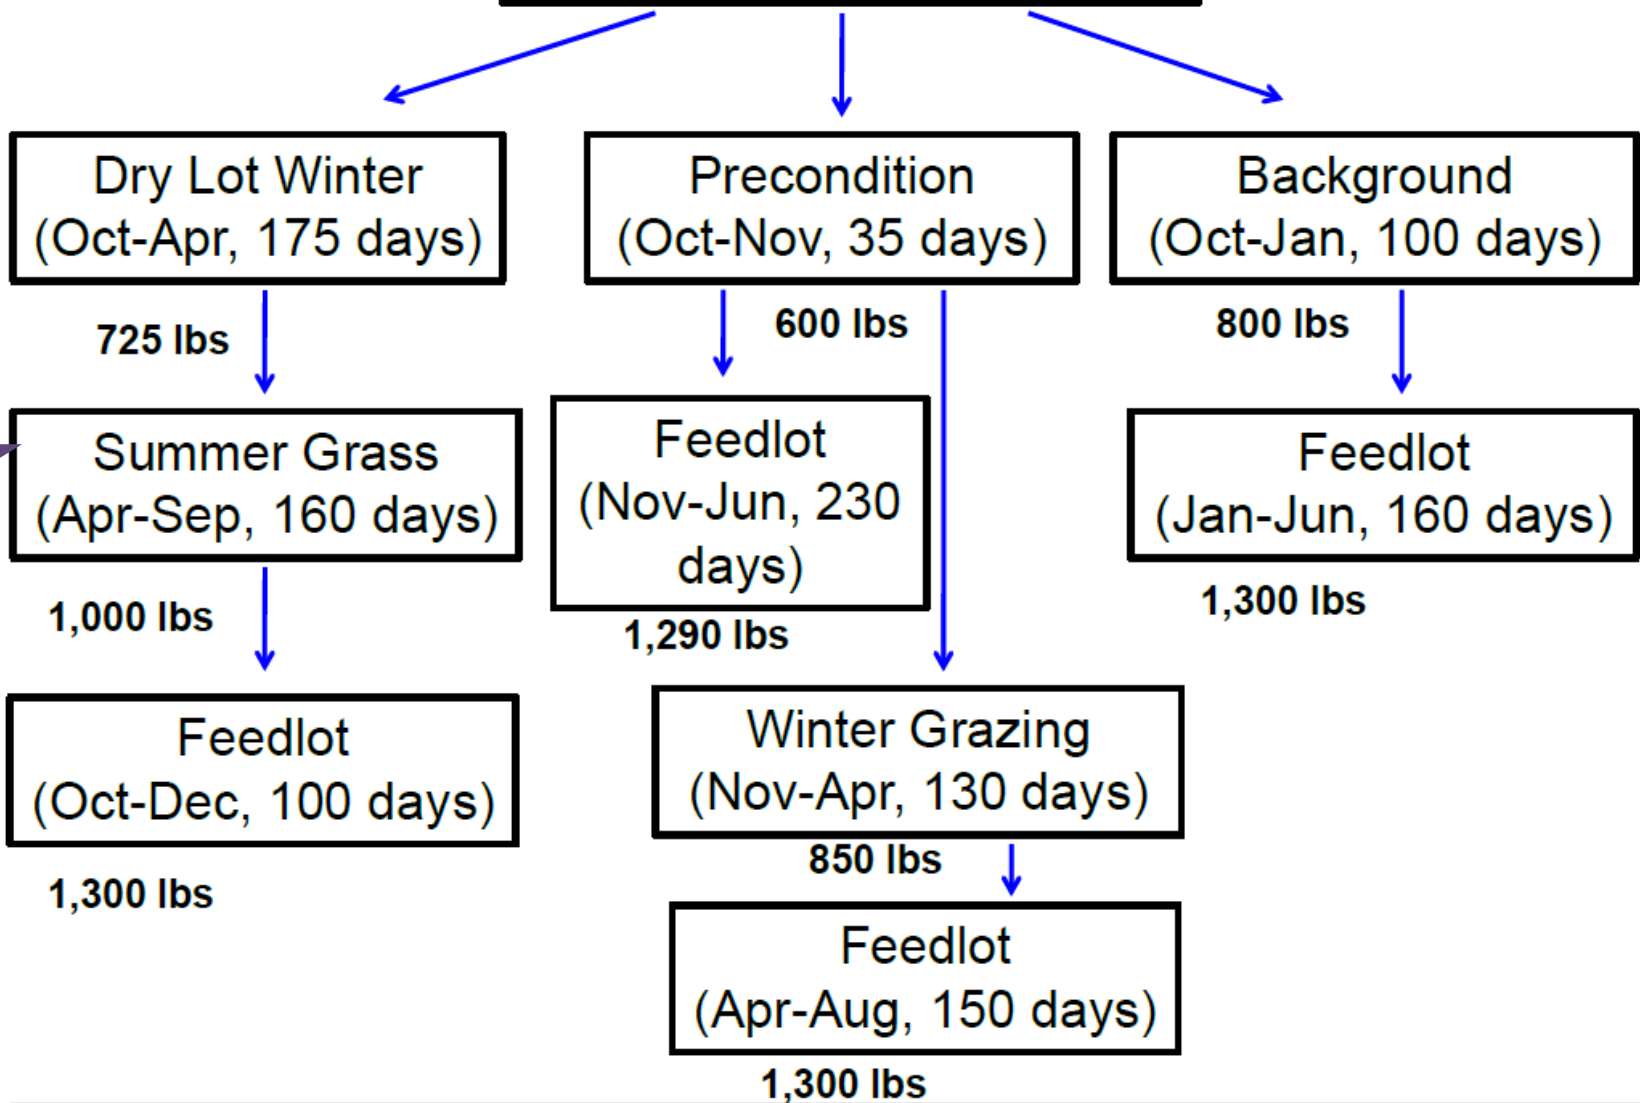 Dry Lot Winter
(Oct-Apr, 175 days)
Precondition
(Oct-Nov, 35 days)
Background
(Oct-Jan, 100 days)
725 lbs
600 lbs
800 lbs
Summer Grass
(Apr-Sep, 160 days)
Feedlot
(Nov-Jun, 230
days)
Feedlot
(Jan-Jun, 160 days)
1,000 lbs
1,290 lbs
1,300 lbs
Feedlot
(Oct-Dec, 100 days)
Winter Grazing
(Nov-Apr, 130 days)
1,300 lbs
850 lbs
Feedlot
(Apr-Aug, 150 days)
1,300 lbs